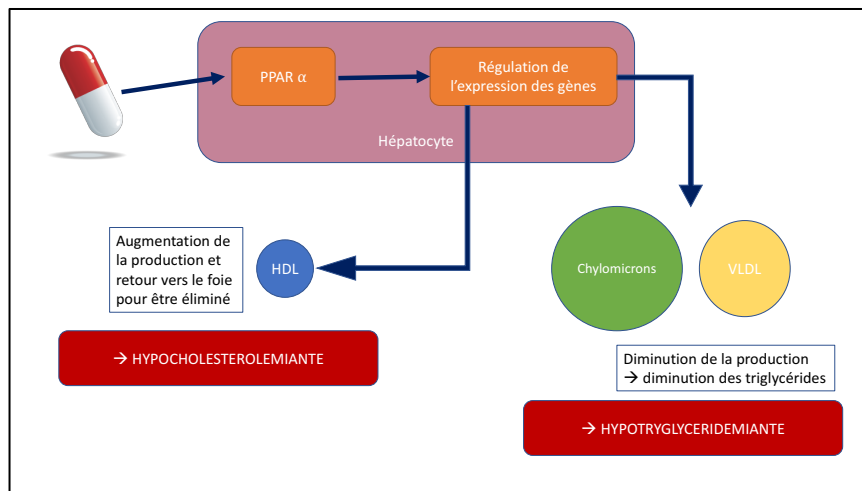 PPAR α
Régulation de
l'expression des gènes
Hépatocyte
Augmentation de
la production et
retour vers le foie
pour être éliminé
HDL
Chylomicrons
VLDL
→ HYPOCHOLESTEROLEMIANTE
Diminution de la production
→ diminution des triglycérides
→ HYPOTRYGLYCERIDEMIANTE